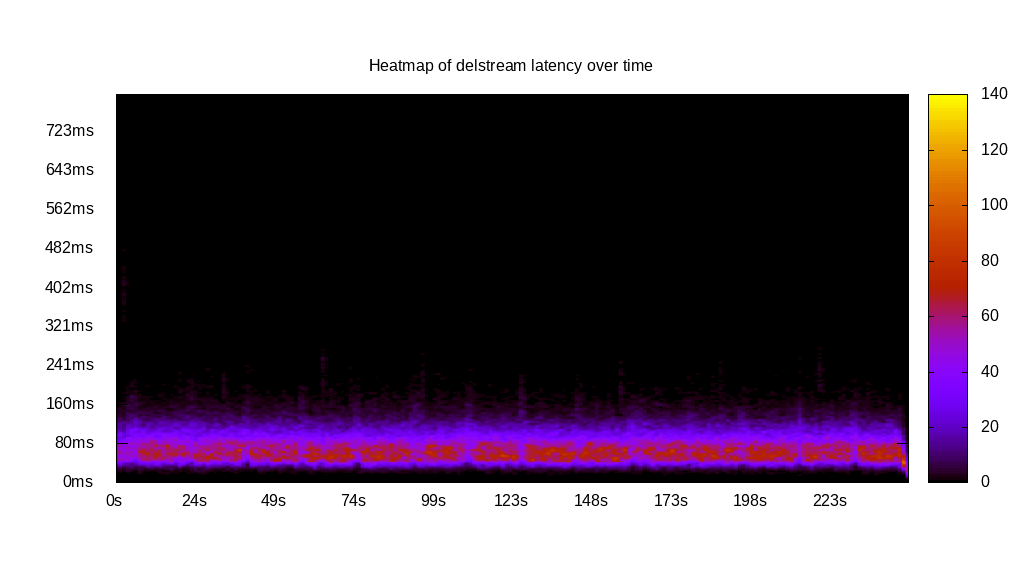 Heatmap of delstream latency over time
723ms
643ms
562ms
482ms
402ms
321ms
241ms
160ms
80ms
0ms
0s 24s 49s 74s 99s 123s 148s 173s 198s 223s
140
120
100
80
60
40
20
0